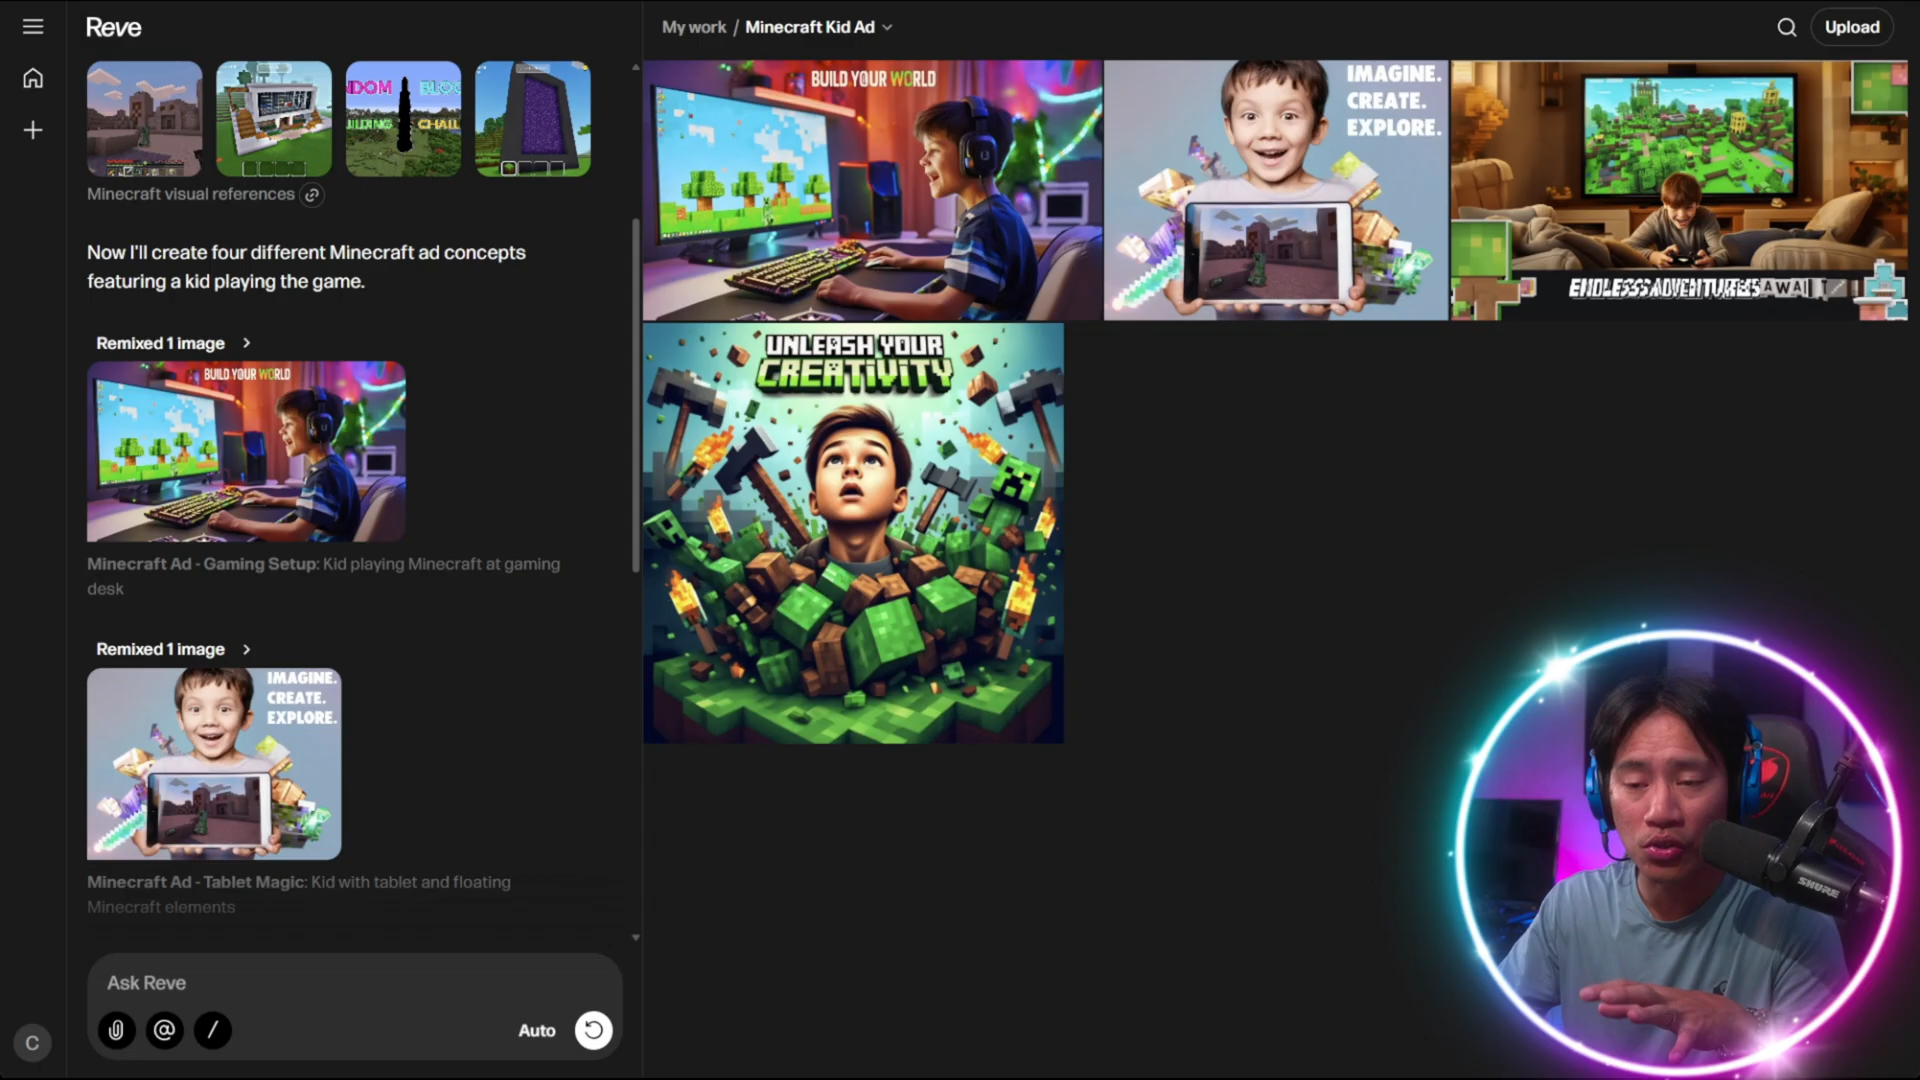 Reve
My work / Minecraft Kid Ad
Upload
Minecraft visual references
Now I'll create four different Minecraft ad concepts
featuring a kid playing the game.
Remixed 1 image
BUILD YOUR WORLD
Minecraft Ad - Gaming Setup: Kid playing Minecraft at gaming
desk
Remixed 1 image
IMAGINE.
CREATE.
EXPLORE.
Minecraft Ad - Tablet Magic: Kid with tablet and floating
Minecraft elements
Ask Reve
Auto
C
BUILD YOUR WORLD
IMAGINE.
CREATE.
EXPLORE.
UNLEASH YOUR
CREATIVITY
SHURE